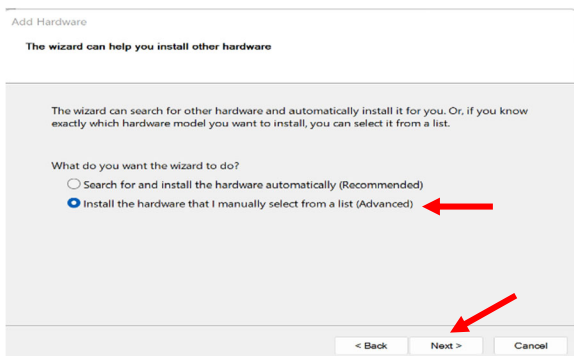 Add Hardware
The wizard can help you install other hardware
The wizard can search for other hardware and automatically install it for you. Or, if you know
exactly which hardware model you want to install, you can select it from a list.
What do you want the wizard to do?
Search for and install the hardware automatically (Recommended)
Install the hardware that I manually select from a list (Advanced)
< Back Next > Cancel